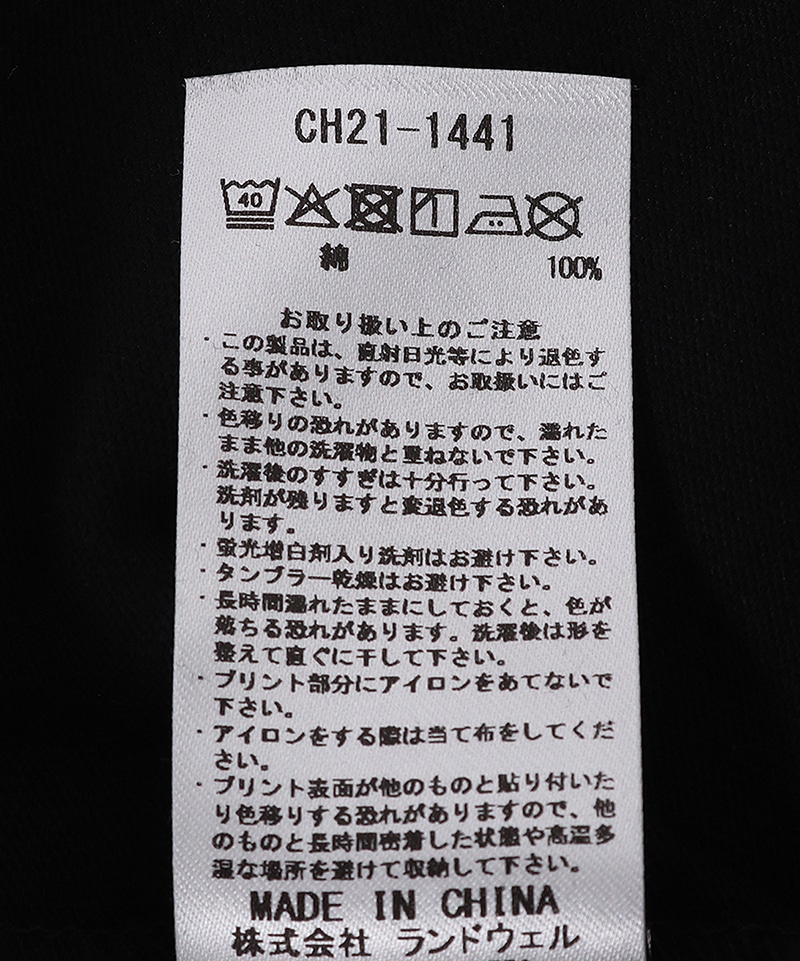 CH21-1441
40
綿 100%
お取り扱い上のご注意
・この製品は、直射日光等により退色す
る事がありますので、お取扱いにはご
注意下さい。
・色移りの恐れがありますので、濡れた
まま他の洗濯物と重ねないで下さい。
・洗濯後のすすぎは十分行って下さい。
洗剤が残りますと変退色する恐れがあ
ります。
・蛍光増白剤入り洗剤はお避け下さい。
・タンブラー乾燥はお避け下さい。
・長時間濡れたままにしておくと、色が
落ちる恐れがあります。洗濯後は形を
整えて直ぐに干して下さい。
・プリント部分にアイロンをあてないで
下さい。
・アイロンをする際は当て布をしてくだ
さい。
・プリント表面が他のものと貼り付いた
り色移りする恐れがありますので、他
のものと長時間密着した状態や高温多
湿な場所を避けて収納して下さい。
MADE IN CHINA
株式会社 ランドウェル